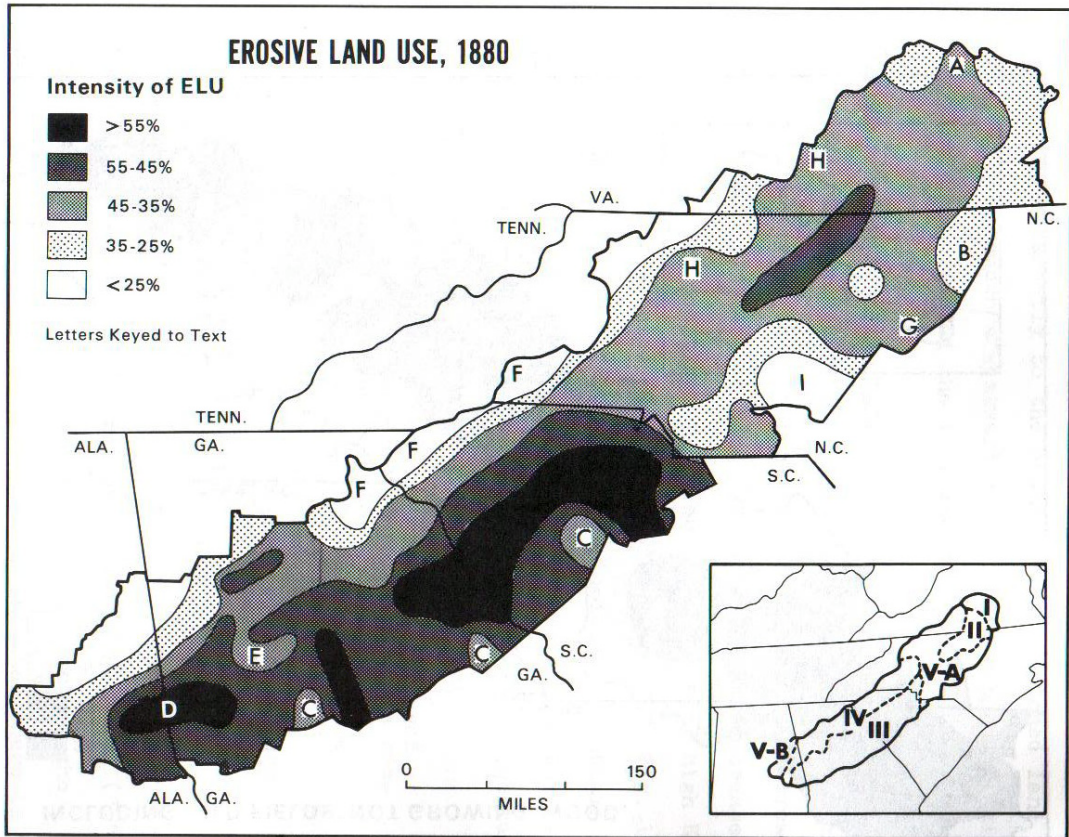 EROSIVE LAND USE, 1880
Intensity of ELU
>55%
55-45%
45-35%
35-25%
<25%
Letters Keyed to Text
A
H
VA.
TENN.
N.C.
B
H
G
F
I
TENN.
ALA.
GA.
F
N.C.
S.C.
F
C
E
C
S.C.
GA.
D
C
ALA.
GA.
0
150
MILES
I
II
V-A
IV
III
V-B